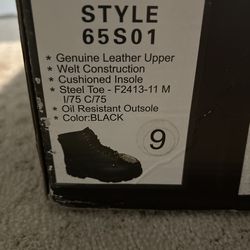 STYLE
65S01
* Genuine Leather Upper
* Welt Construction
* Cushioned Insole
* Steel Toe - F2413-11 M
I/75 C/75
* Oil Resistant Outsole
* Color:BLACK
9